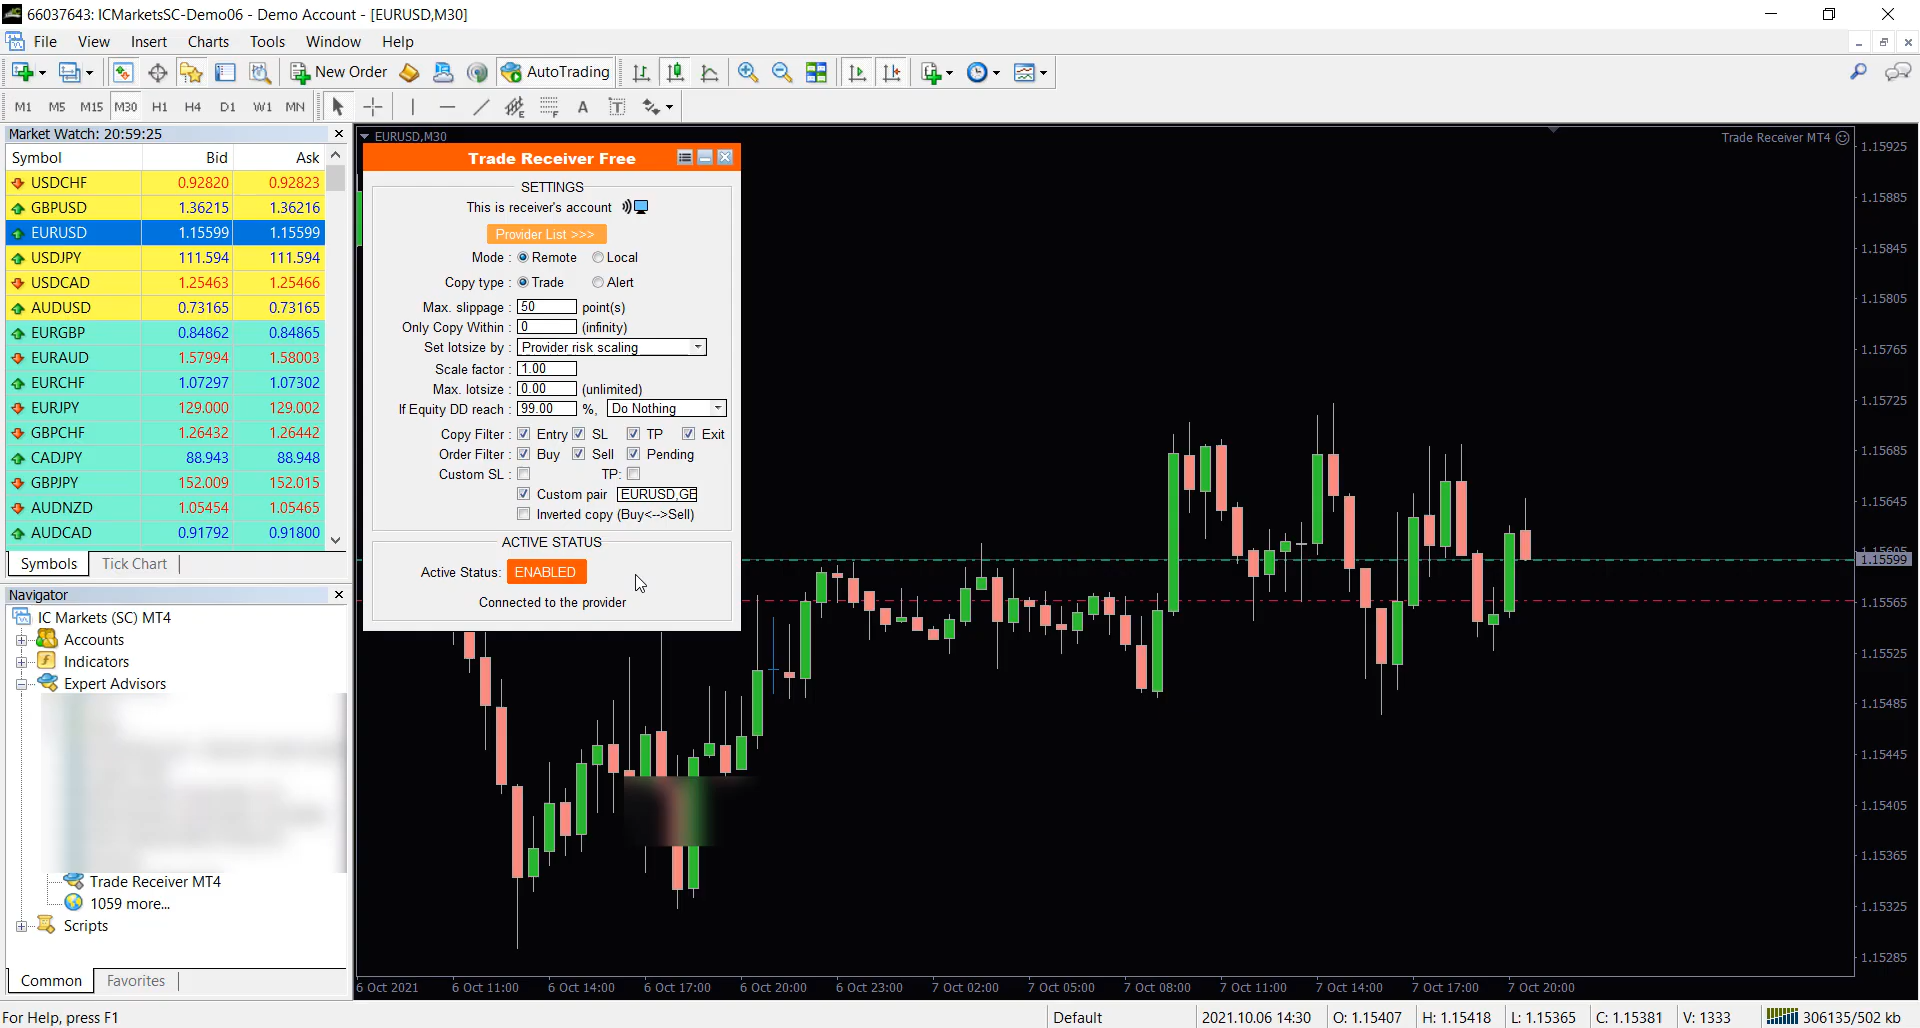 66037643: ICMarketsSC-Demo06 - Demo Account - [EURUSD,M30]
File View Insert Charts Tools Window Help
New Order AutoTrading
M1 M5 M15 M30 H1 H4 D1 W1 MN A T
Market Watch: 20:59:25
Symbol Bid Ask
USDCHF 0.92820 0.92823
GBPUSD 1.36215 1.36216
EURUSD 1.15599 1.15599
USDJPY 111.594 111.594
USDCAD 1.25463 1.25466
AUDUSD 0.73165 0.73165
EURGBP 0.84862 0.84865
EURAUD 1.57994 1.58003
EURCHF 1.07297 1.07302
EURJPY 129.000 129.002
GBPCHF 1.26432 1.26442
CADJPY 88.943 88.948
GBPJPY 152.009 152.015
AUDNZD 1.05454 1.05465
AUDCAD 0.91792 0.91800
Symbols Tick Chart
Navigator
IC Markets (SC) MT4
Accounts
Indicators
Expert Advisors
Trade Receiver MT4
1059 more...
Scripts
Common Favorites
EURUSD,M30
Trade Receiver MT4
Trade Receiver Free
SETTINGS
This is receiver's account
Provider List >>>
Mode : Remote Local
Copy type : Trade Alert
Max. slippage : 50 point(s)
Only Copy Within : 0 (infinity)
Set lotsize by : Provider risk scaling
Scale factor : 1.00
Max. lotsize : 0.00 (unlimited)
If Equity DD reach : 99.00 %, Do Nothing
Copy Filter : Entry SL TP Exit
Order Filter : Buy Sell Pending
Custom SL : TP:
Custom pair EURUSD,GB
Inverted copy (Buy<-->Sell)
ACTIVE STATUS
Active Status: ENABLED
Connected to the provider
1.15925
1.15885
1.15845
1.15805
1.15765
1.15725
1.15685
1.15645
1.15605
1.15599
1.15565
1.15525
1.15485
1.15445
1.15405
1.15365
1.15325
1.15285
6 Oct 2021 6 Oct 11:00 6 Oct 14:00 6 Oct 17:00 6 Oct 20:00 6 Oct 23:00 7 Oct 02:00 7 Oct 05:00 7 Oct 08:00 7 Oct 11:00 7 Oct 14:00 7 Oct 17:00 7 Oct 20:00
For Help, press F1 Default 2021.10.06 14:30 O: 1.15407 H: 1.15418 L: 1.15365 C: 1.15381 V: 1333 306135/502 kb